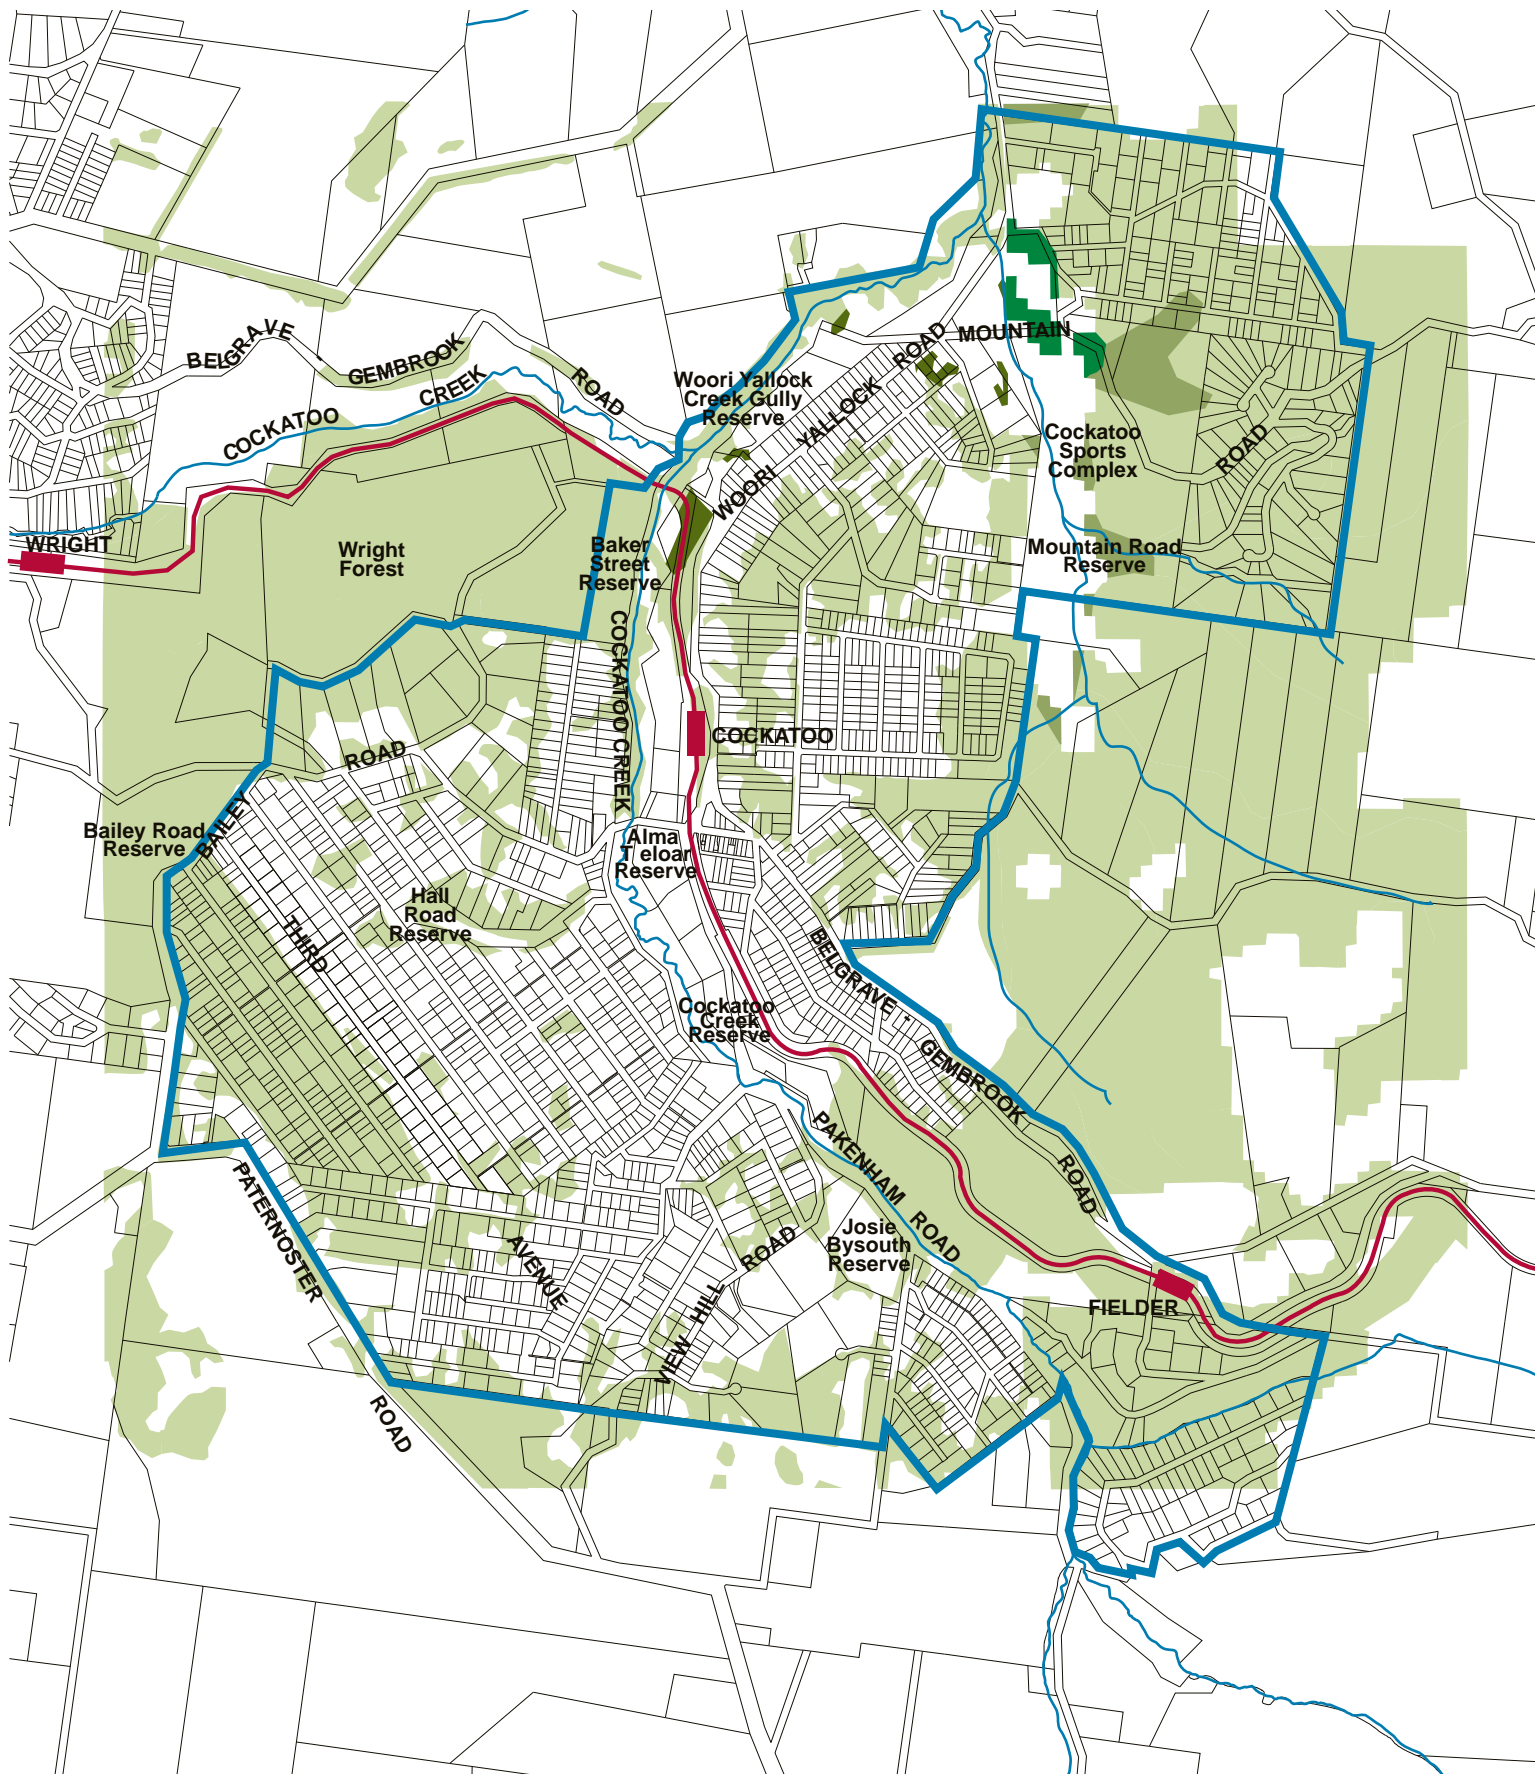 BELGRAVE
GEMBROOK
ROAD
COCKATOO
CREEK
Woori Yallock
Creek Gully
Reserve
WOORI
YALLOCK
ROAD
MOUNTAIN
ROAD
Cockatoo
Sports
Complex
WRIGHT
Wright
Forest
Baker
Street
Reserve
Mountain Road
Reserve
COCKATOO CREEK
COCKATOO
ROAD
BAILEY
Bailey Road
Reserve
Alma
T eloar
Reserve
Hall
Road
Reserve
THIRD
BELGRAVE -
GEMBROOK
ROAD
Cockatoo
Creek
Reserve
PAKENHAM
ROAD
PATERNOSTER
ROAD
AVENUE
VIEW HILL
ROAD
Josie
Bysouth
Reserve
FIELDER